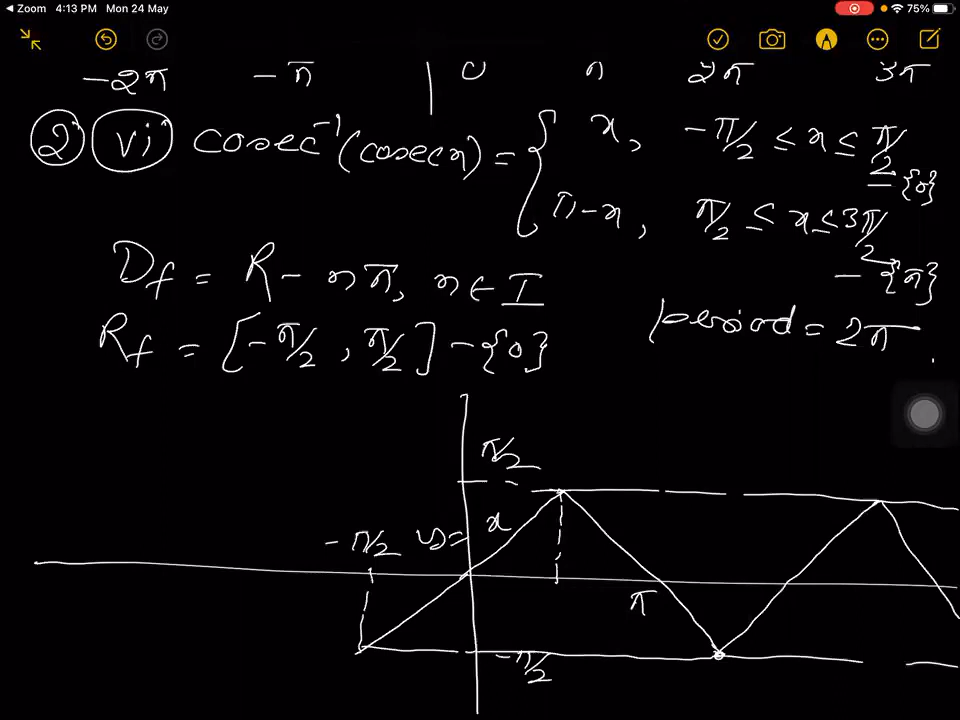 Zoom 4:13 PM Mon 24 May 75%
-2π -π 0 π 2π 3π
② vi cosec⁻¹(cosec x) = { x, -π/2 ≤ x ≤ π/2 - {0}
π-x, π/2 ≤ x ≤ 3π/2 - {π}
Df = R - nπ, n ∈ I
Rf = [-π/2, π/2] - {0} period = 2π
π/2
-π/2 y = x
π
-π/2